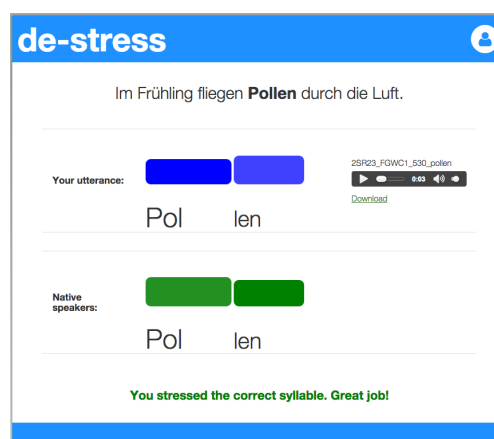 de-stress
Im Frühling fliegen Pollen durch die Luft.
2SR23_FGWC1_530_pollen
Your utterance:
0:03
Download
Pol len
Native
speakers:
Pol len
You stressed the correct syllable. Great job!